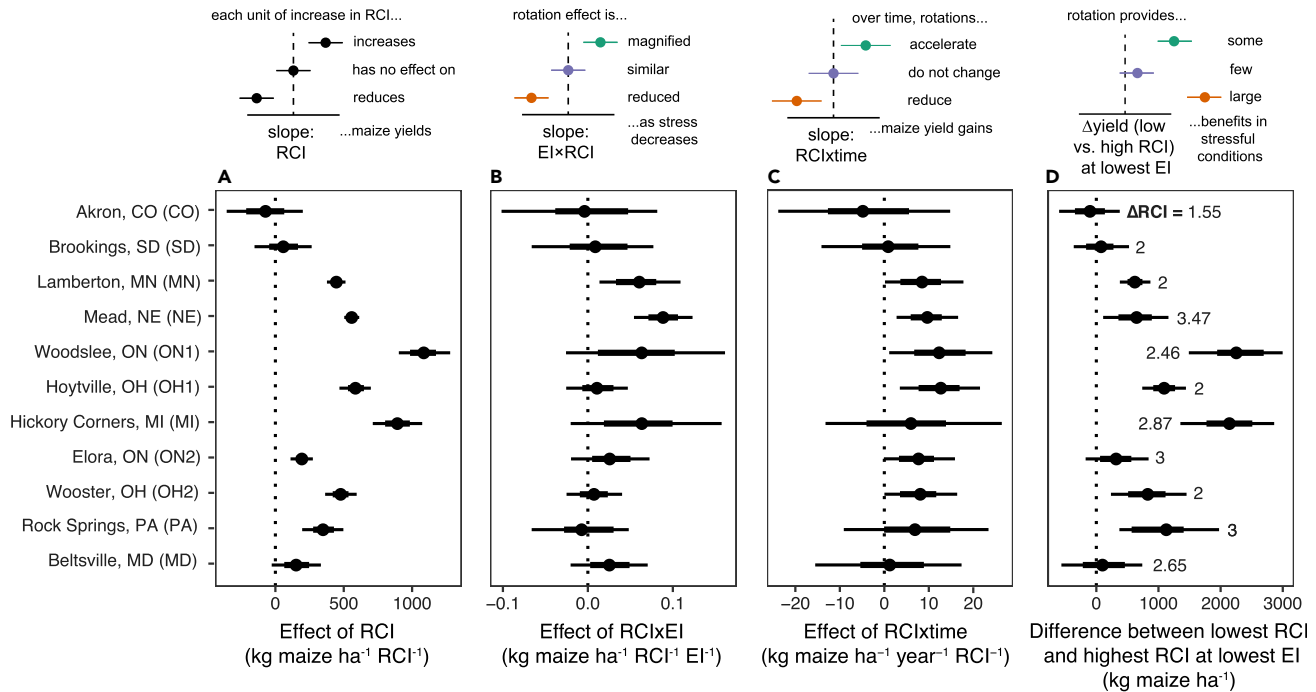 each unit of increase in RCI...
increases
has no effect on
reduces
slope:
RCI
...maize yields
rotation effect is...
magnified
similar
reduced
slope:
EI×RCI
...as stress
decreases
over time, rotations...
accelerate
do not change
reduce
slope:
RCIxtime
...maize yield gains
rotation provides...
some
few
large
Δyield (low
vs. high RCI)
at lowest EI
...benefits in
stressful
conditions
A
B
C
D
Akron, CO (CO)
Brookings, SD (SD)
Lamberton, MN (MN)
Mead, NE (NE)
Woodslee, ON (ON1)
Hoytville, OH (OH1)
Hickory Corners, MI (MI)
Elora, ON (ON2)
Wooster, OH (OH2)
Rock Springs, PA (PA)
Beltsville, MD (MD)
ΔRCI = 1.55
2
2
3.47
2.46
2
2.87
3
2
3
2.65
0 500 1000
Effect of RCI
(kg maize ha⁻¹ RCI⁻¹)
−0.1 0.0 0.1
Effect of RCIxEI
(kg maize ha⁻¹ RCI⁻¹ EI⁻¹)
−20 −10 0 10 20
Effect of RCIxtime
(kg maize ha⁻¹ year⁻¹ RCI⁻¹)
0 1000 2000 3000
Difference between lowest RCI
and highest RCI at lowest EI
(kg maize ha⁻¹)